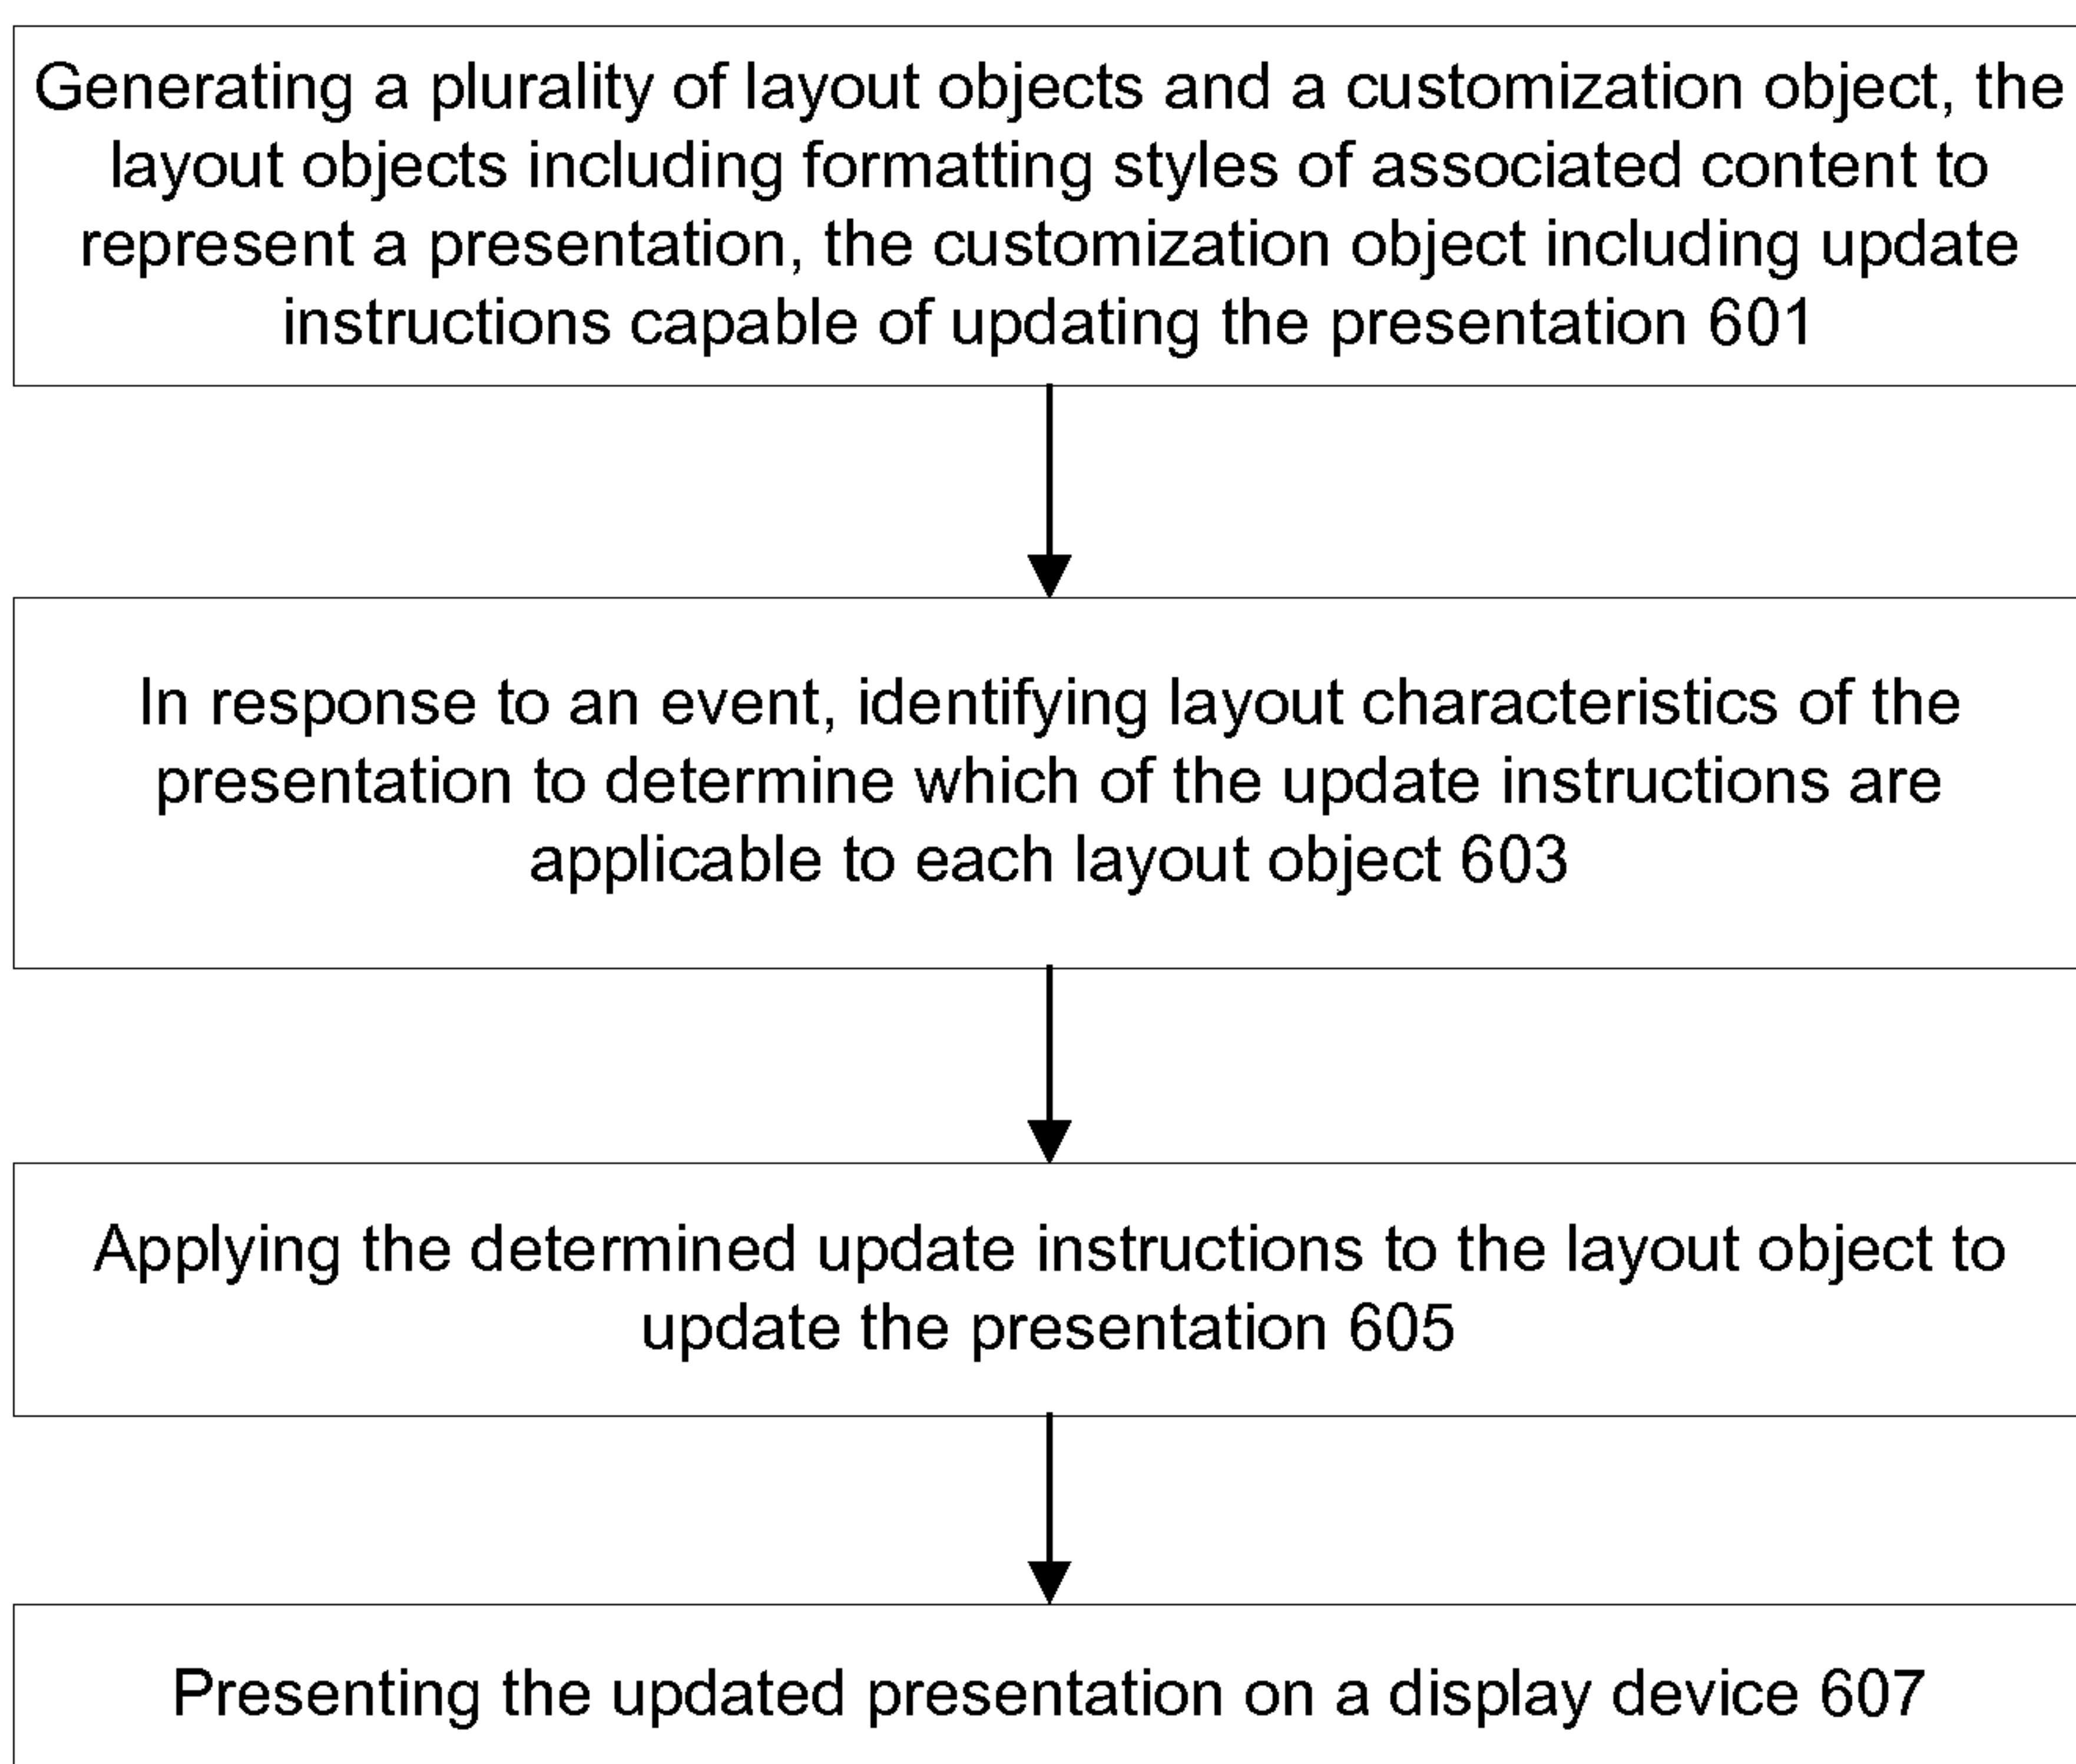 Generating a plurality of layout objects and a customization object, the
layout objects including formatting styles of associated content to
represent a presentation, the customization object including update
instructions capable of updating the presentation 601
In response to an event, identifying layout characteristics of the
presentation to determine which of the update instructions are
applicable to each layout object 603
Applying the determined update instructions to the layout object to
update the presentation 605
Presenting the updated presentation on a display device 607